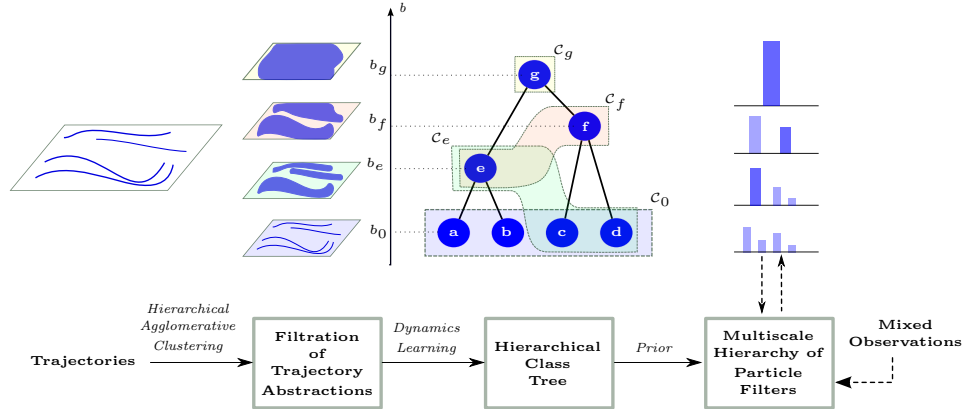 b
b_g
C_g
g
b_f
C_f
f
C_e
b_e
e
C_0
b_0
a
b
c
d
Hierarchical
Agglomerative
Clustering
Trajectories
Filtration
of
Trajectory
Abstractions
Dynamics
Learning
Hierarchical
Class
Tree
Prior
Multiscale
Hierarchy of
Particle
Filters
Mixed
Observations